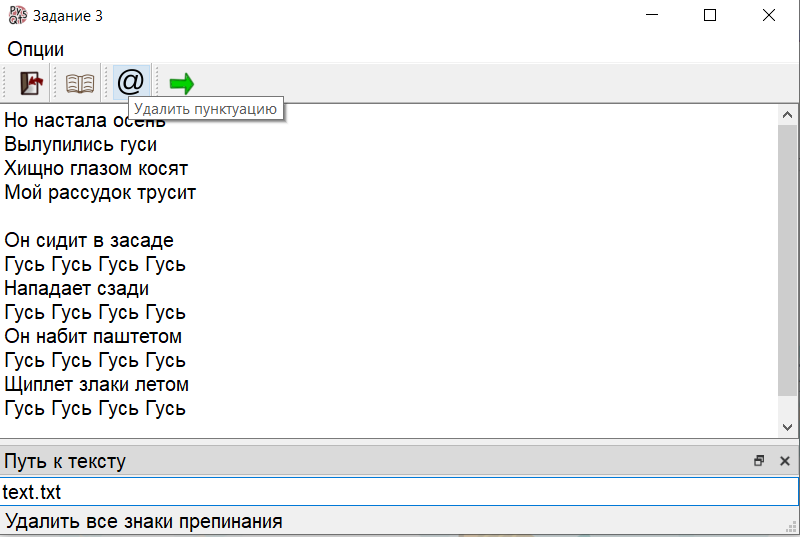 Задание 3
Опции
@
Удалить пунктуацию
Но настала осень
Вылупились гуси
Хищно глазом косят
Мой рассудок трусит
Он сидит в засаде
Гусь Гусь Гусь Гусь
Нападает сзади
Гусь Гусь Гусь Гусь
Он набит паштетом
Гусь Гусь Гусь Гусь
Щиплет злаки летом
Гусь Гусь Гусь Гусь
Путь к тексту
text.txt
Удалить все знаки препинания